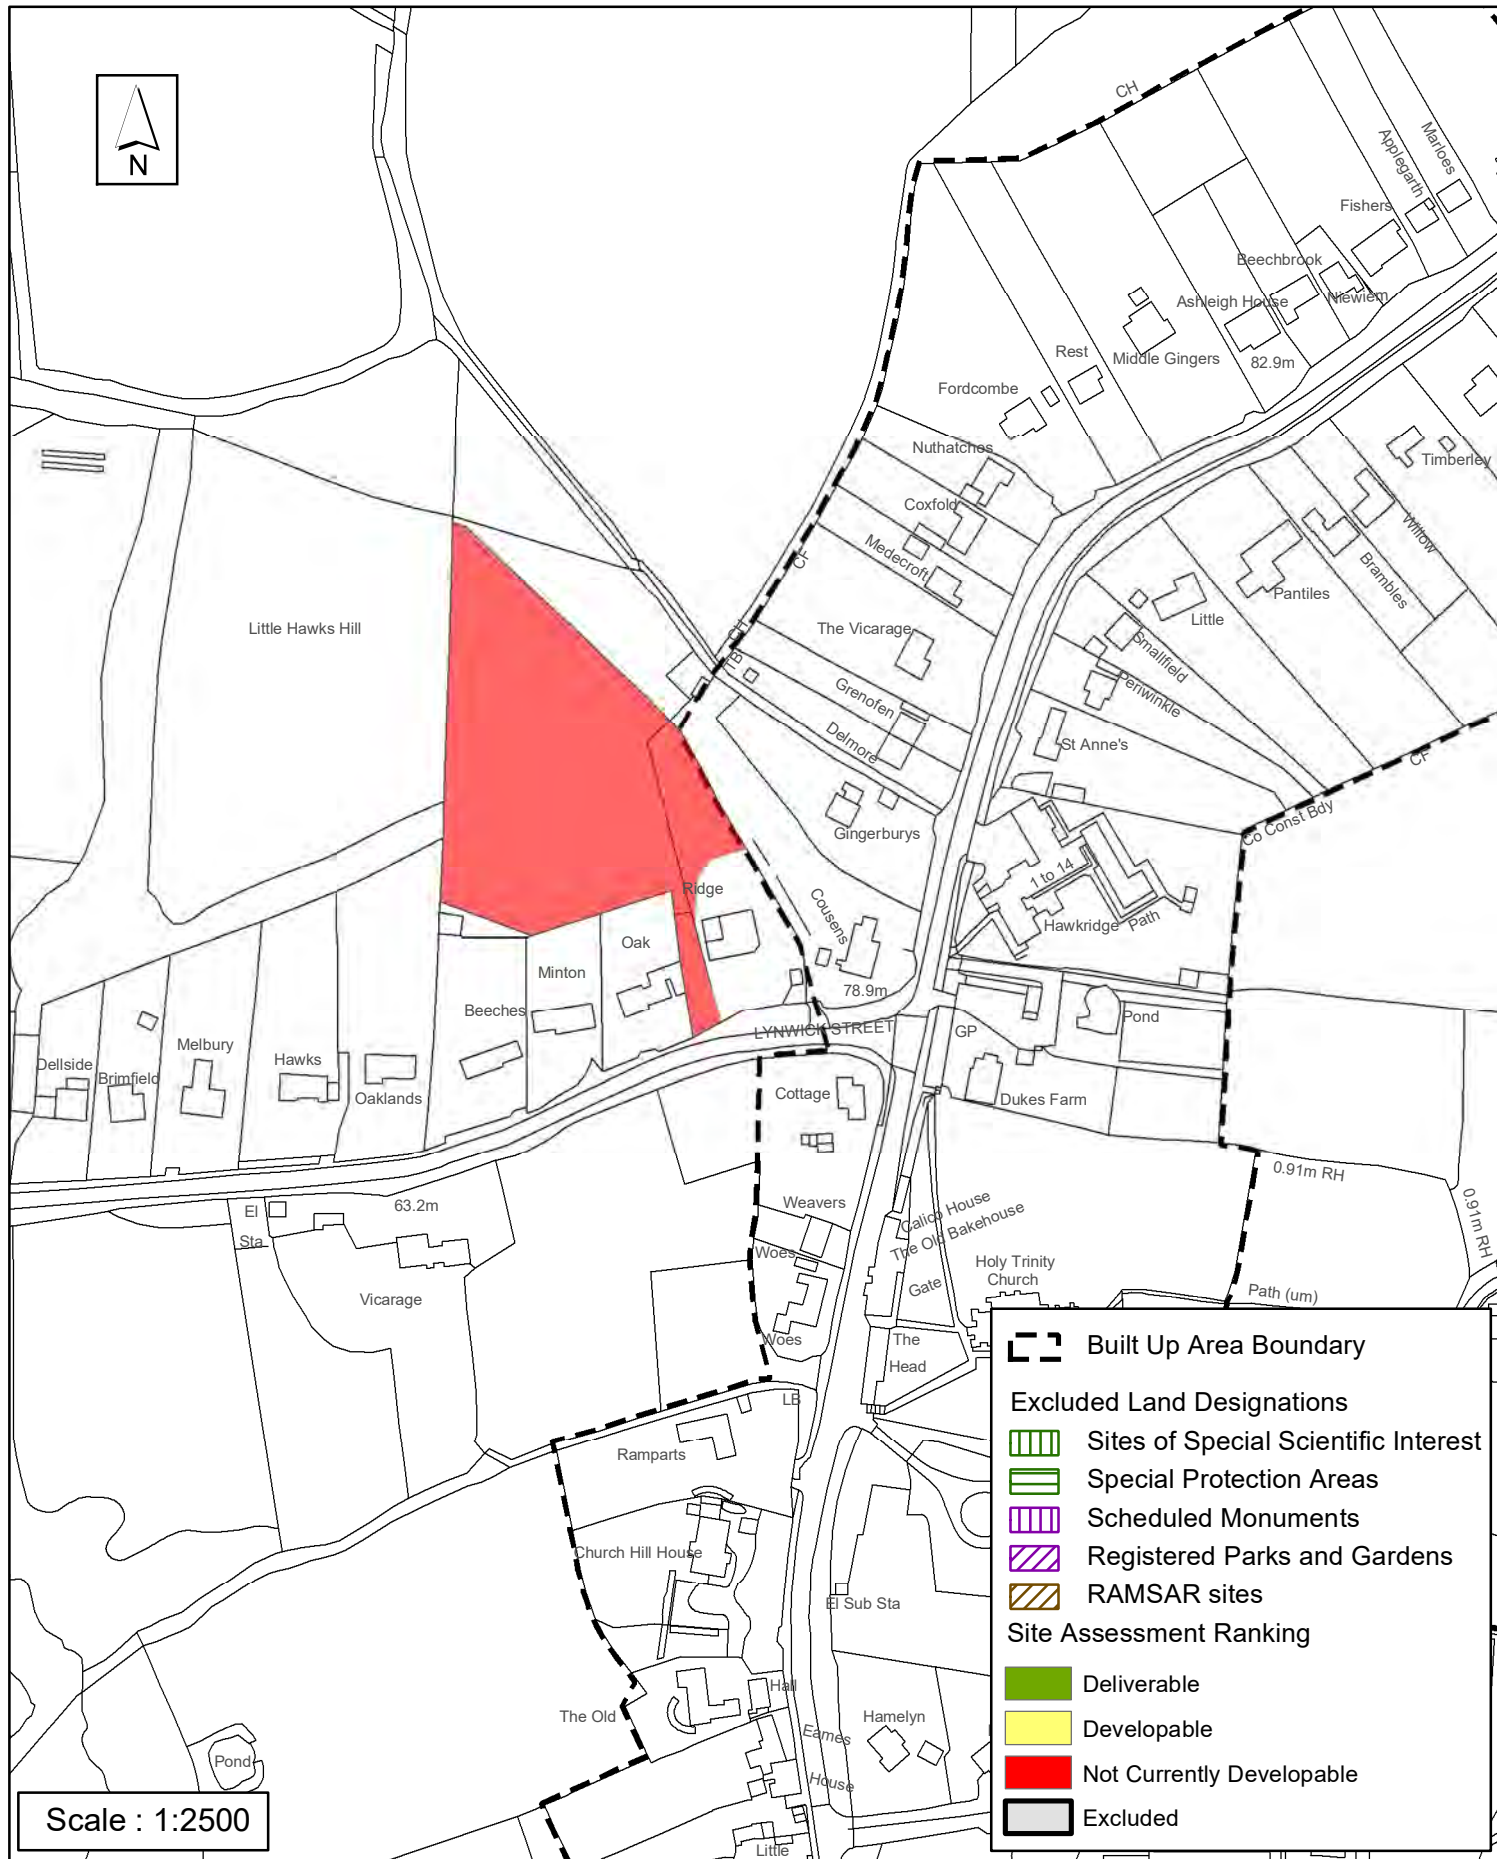 N
CH
Marloes
Applegarth
Fishers
Beechbrook
Niewiem
Ashleigh House
82.9m
Middle Gingers
Rest
Fordcombe
Nuthatches
Timberley
Coxfold
Willow
CF
Medecroft
Brambles
Pantiles
Little
Little Hawks Hill
The Vicarage
Smallfield
CH
TB
Periwinkle
Grenofen
Delmore
St Anne's
CF
Co Const Bdy
Gingerburys
1 to 14
Ridge
Cousens
Hawkridge
Path
Oak
Minton
78.9m
Beeches
LYNWICK STREET
GP
Pond
Melbury
Hawks
Dellside
Brimfield
Oaklands
Cottage
Dukes Farm
0.91m RH
0.91m RH
63.2m
El
Sta
Weavers
Calico House
The Old Bakehouse
Woes
Holy Trinity
Church
Gate
Path (um)
Vicarage
Woes
The
Head
LB
Ramparts
Church Hill House
El Sub Sta
Hall
The Old
Eames
Hamelyn
House
Pond
Little
Scale : 1:2500
Built Up Area Boundary
Excluded Land Designations
Sites of Special Scientific Interest
Special Protection Areas
Scheduled Monuments
Registered Parks and Gardens
RAMSAR sites
Site Assessment Ranking
Deliverable
Developable
Not Currently Developable
Excluded